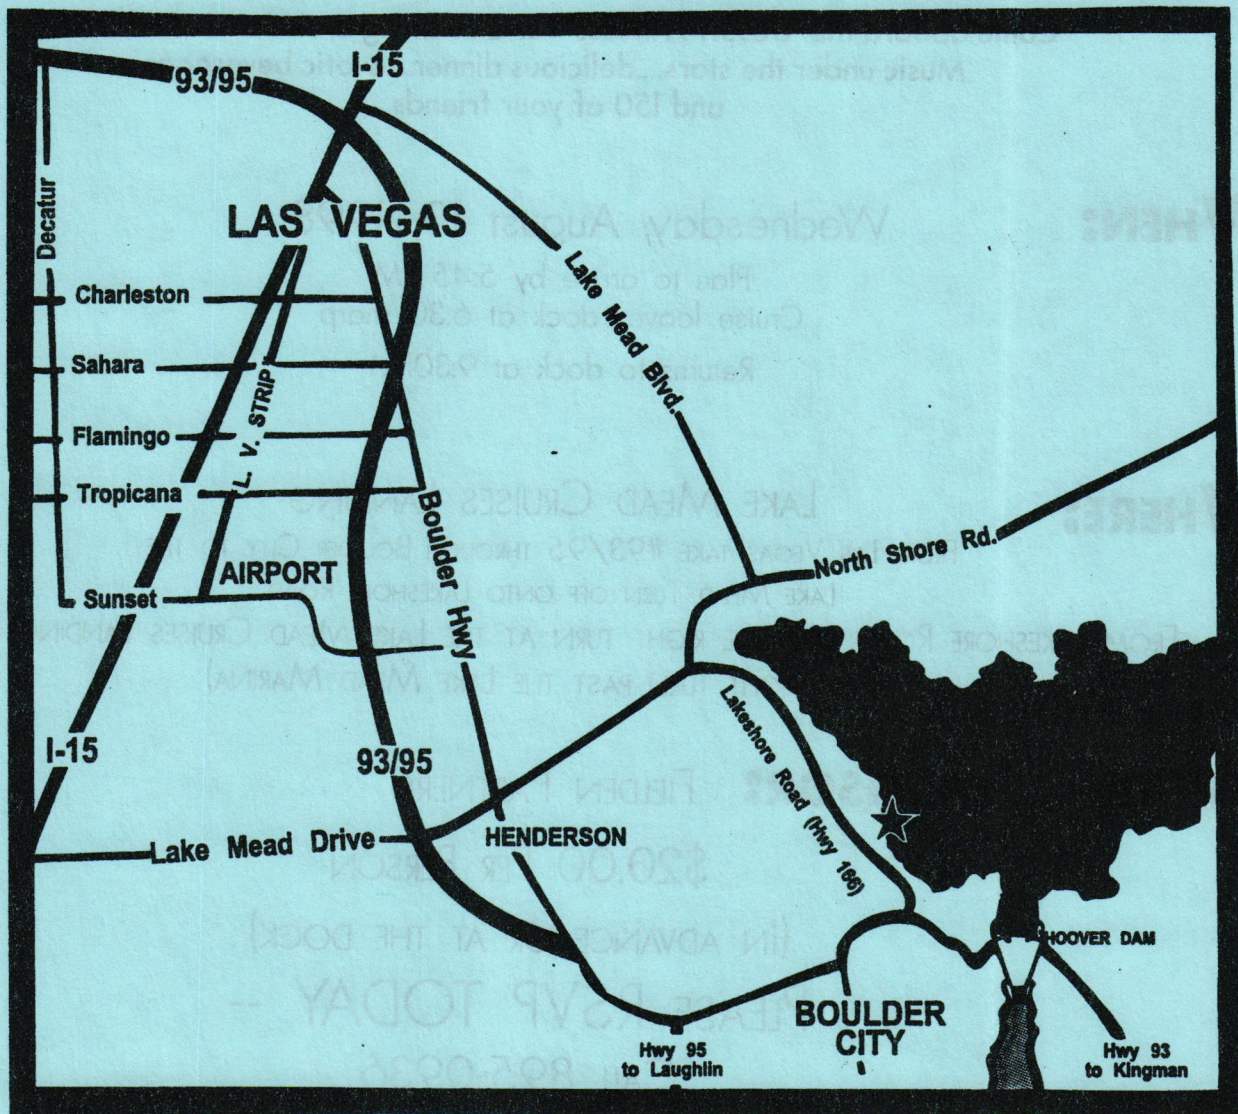 I-15
93/95
LAS VEGAS
Decatur
Charleston
Sahara
Flamingo
Tropicana
Sunset
L. V. STRIP
AIRPORT
Boulder Hwy
Lake Mead Blvd.
North Shore Rd.
Lakeshore Road (Hwy 166)
I-15
93/95
Lake Mead Drive
HENDERSON
HOOVER DAM
BOULDER
CITY
Hwy 95
to Laughlin
Hwy 93
to Kingman